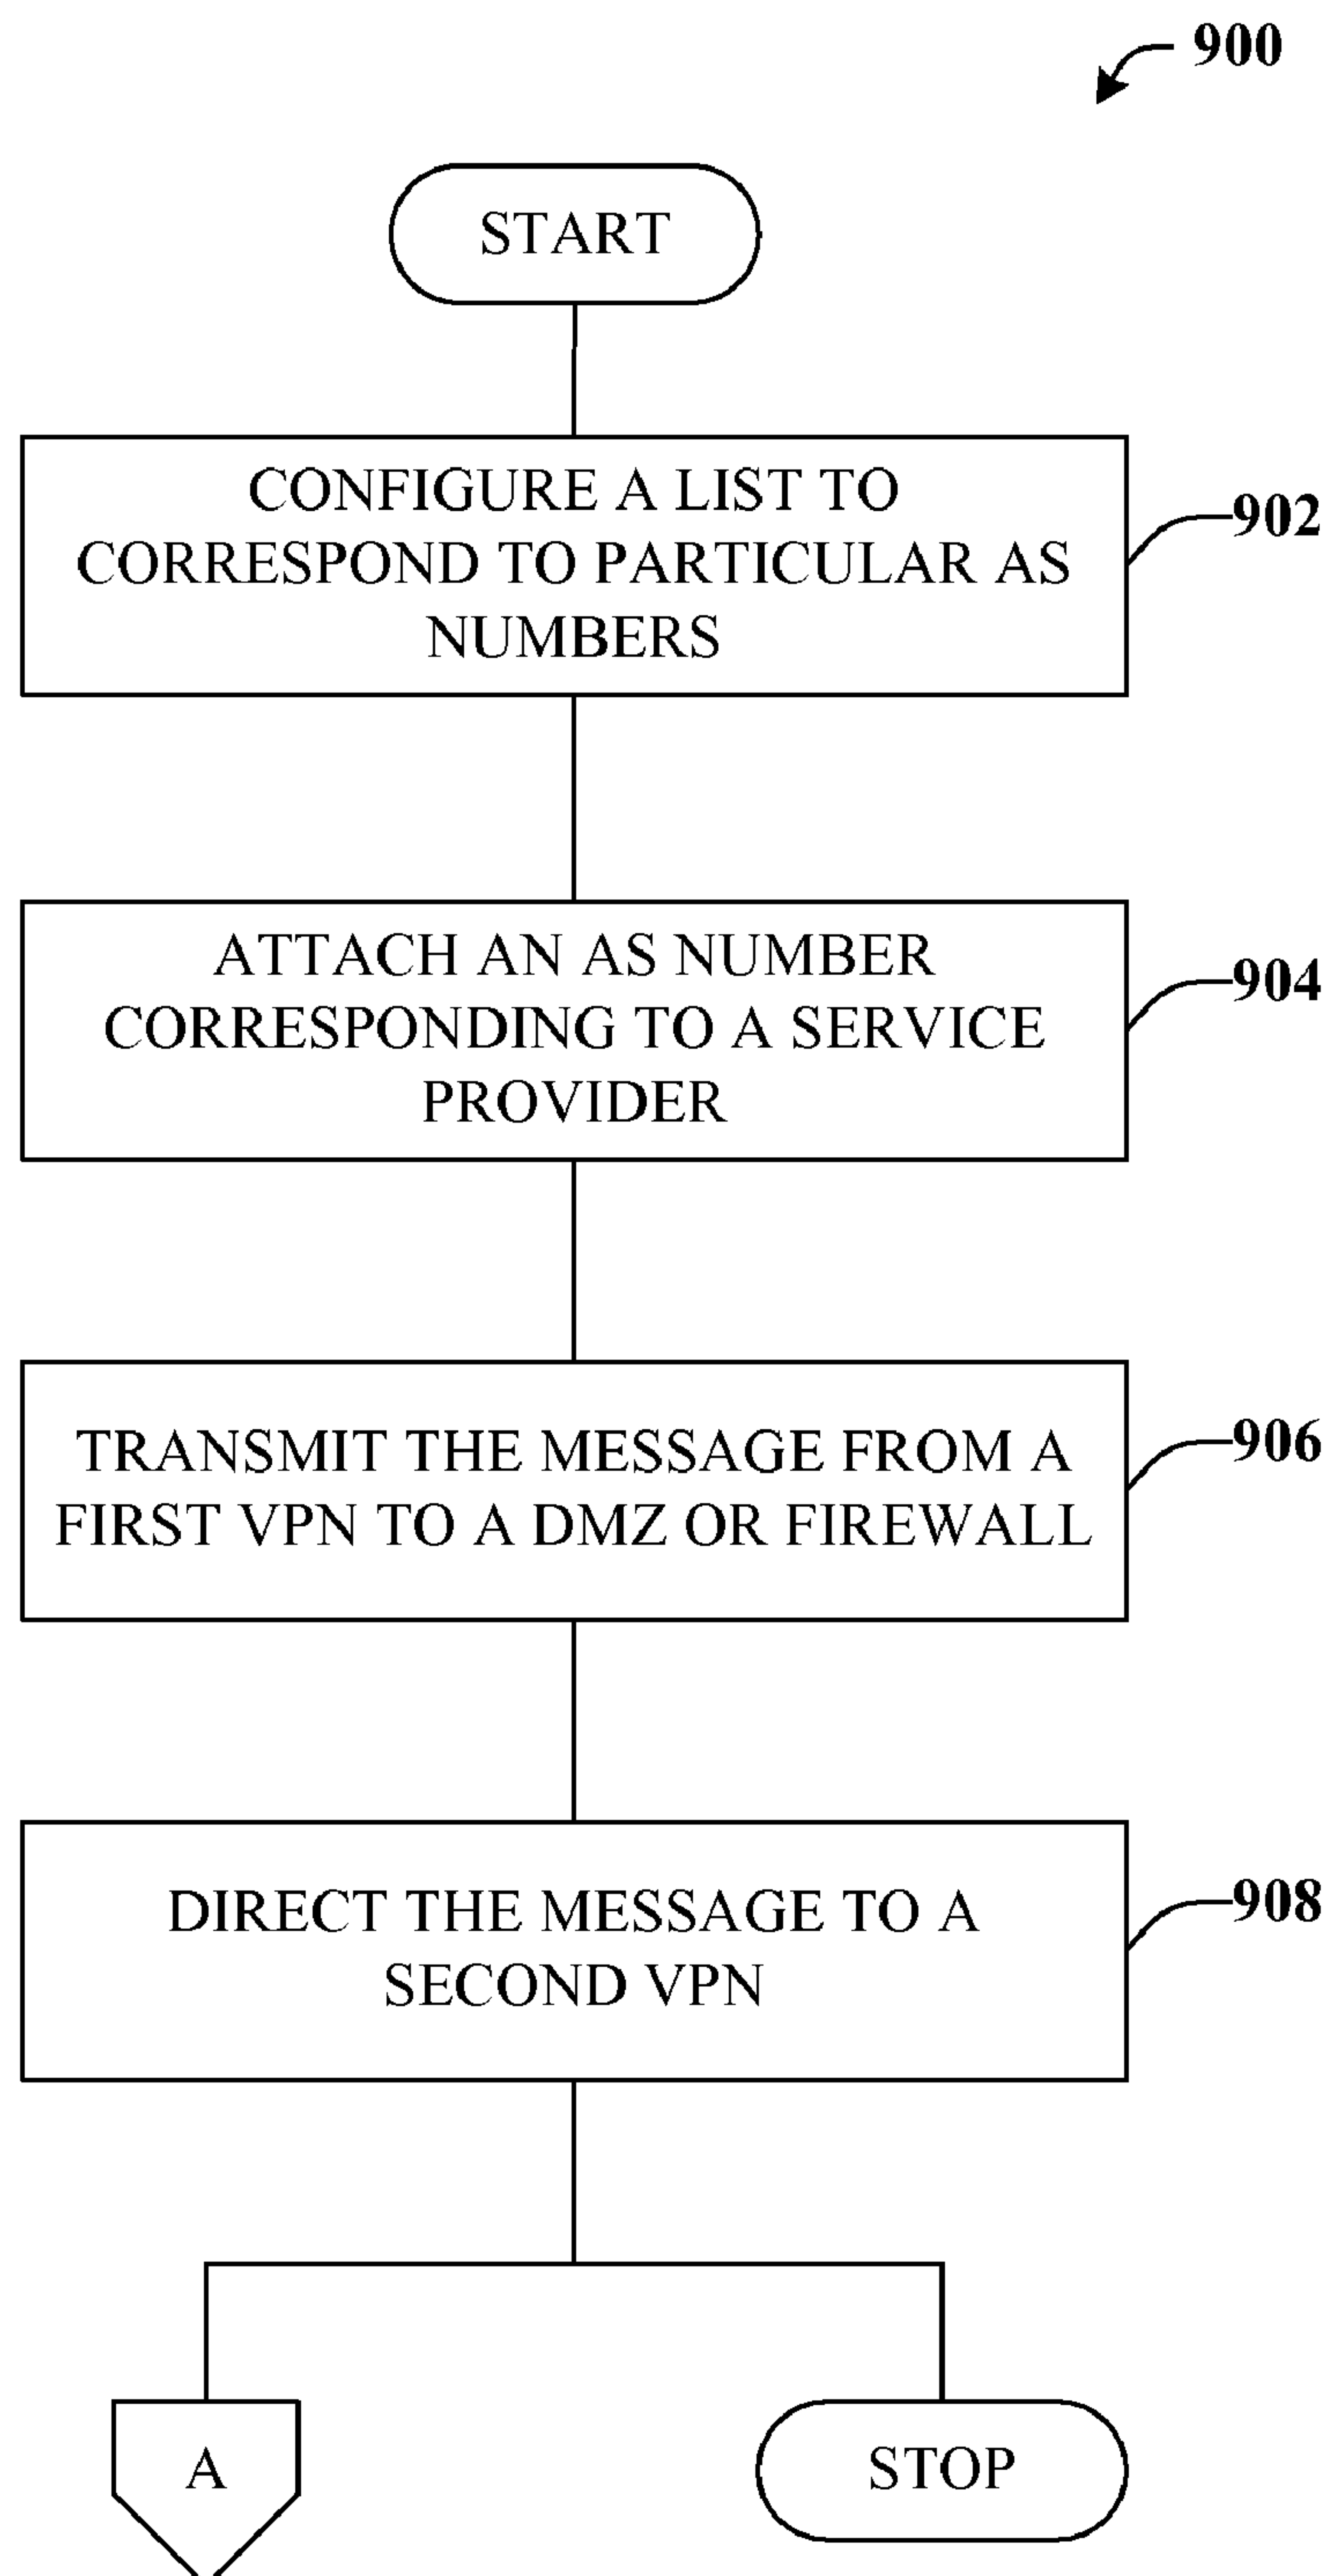 900
START
CONFIGURE A LIST TO
CORRESPOND TO PARTICULAR AS
NUMBERS
902
ATTACH AN AS NUMBER
CORRESPONDING TO A SERVICE
PROVIDER
904
TRANSMIT THE MESSAGE FROM A
FIRST VPN TO A DMZ OR FIREWALL
906
DIRECT THE MESSAGE TO A
SECOND VPN
908
A
STOP